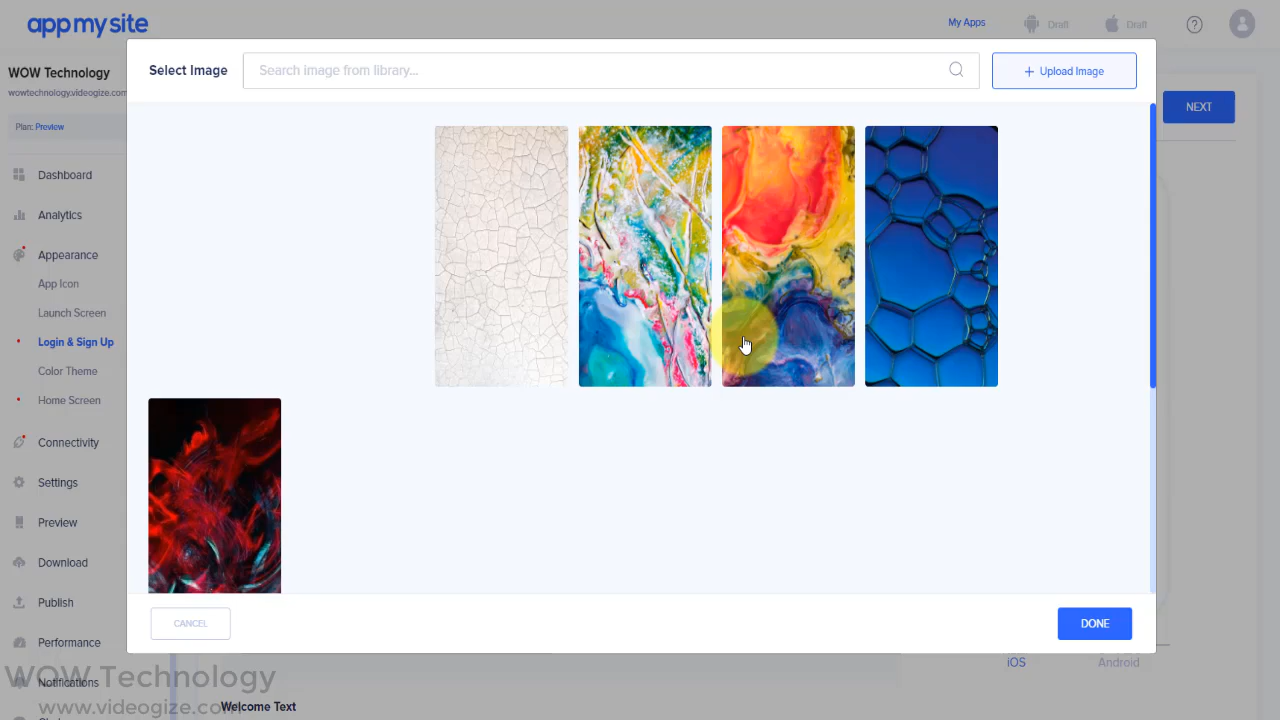 appmysite
My Apps
Draft
Draft
?
WOW Technology
wowtechnology.videogize.com
Plan: Preview
Select Image
Search image from library...
+ Upload Image
NEXT
Dashboard
Analytics
Appearance
App Icon
Launch Screen
Login & Sign Up
Color Theme
Home Screen
Connectivity
Settings
Preview
Download
Publish
Performance
Notifications
CANCEL
DONE
iOS
Android
WOW Technology
www.videogize.com
Welcome Text